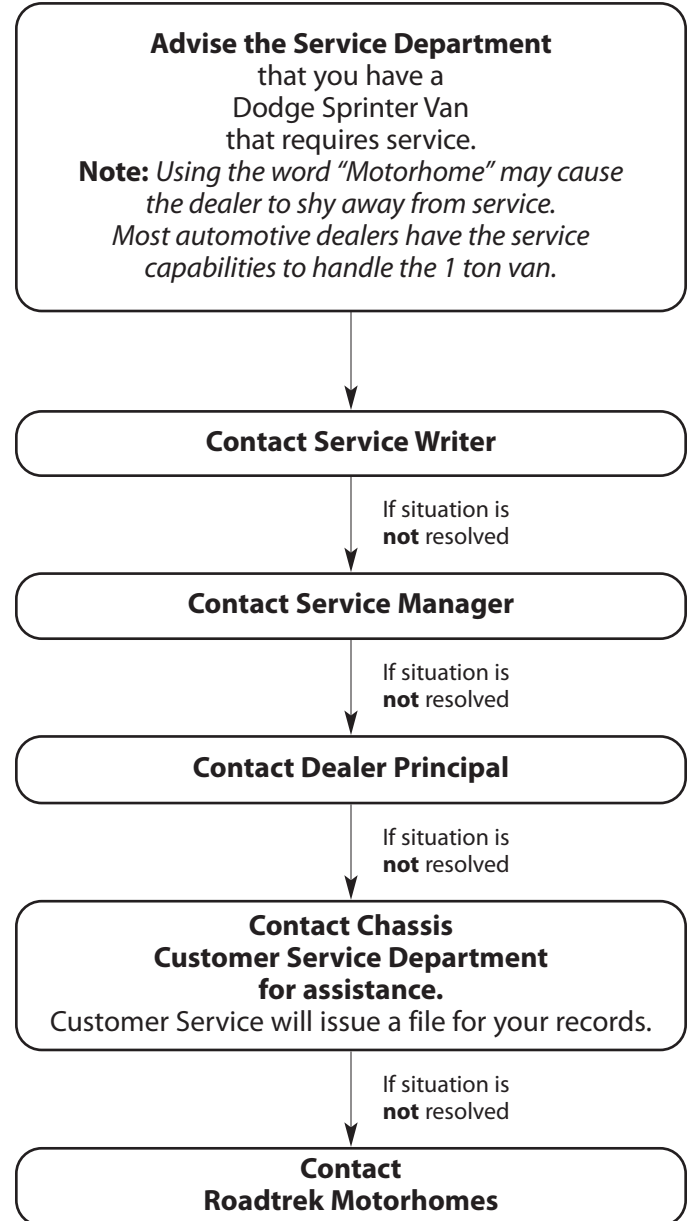 Advise the Service Department
that you have a
Dodge Sprinter Van
that requires service.
Note: Using the word “Motorhome” may cause
the dealer to shy away from service.
Most automotive dealers have the service
capabilities to handle the 1 ton van.
Contact Service Writer
If situation is
not resolved
Contact Service Manager
If situation is
not resolved
Contact Dealer Principal
If situation is
not resolved
Contact Chassis
Customer Service Department
for assistance.
Customer Service will issue a file for your records.
If situation is
not resolved
Contact
Roadtrek Motorhomes